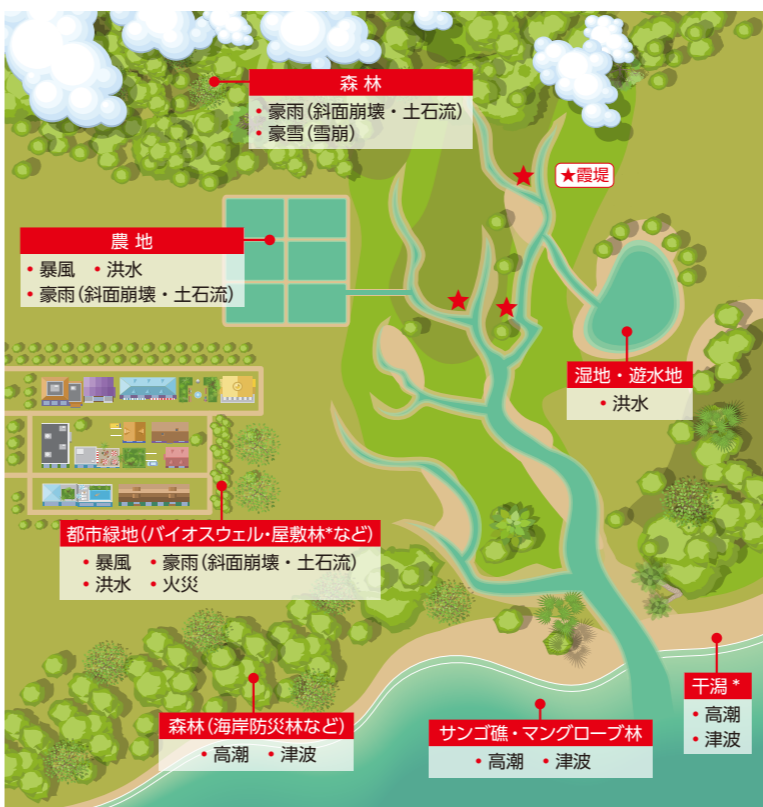 森林
・豪雨(斜面崩壊・土石流)
・豪雪(雪崩)
★霞堤
農地
・暴風 ・洪水
・豪雨(斜面崩壊・土石流)
湿地・遊水地
・洪水
都市緑地(バイオスウェル・屋敷林*など)
・暴風 ・豪雨(斜面崩壊・土石流)
・洪水 ・火災
森林(海岸防災林など)
・高潮 ・津波
サンゴ礁・マングローブ林
・高潮 ・津波
干潟*
・高潮
・津波